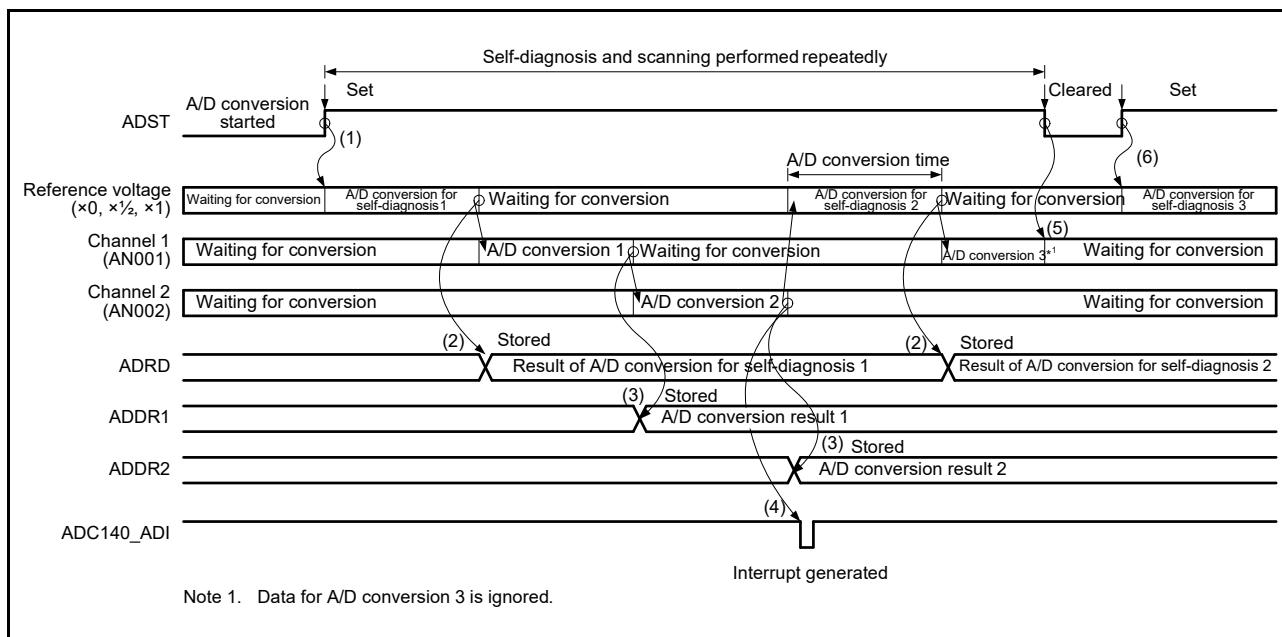 Self-diagnosis and scanning performed repeatedly
Set
Cleared
Set
A/D conversion
started
ADST
(1)
(6)
A/D conversion time
Reference voltage
(×0, ×½, ×1)
Waiting for conversion
A/D conversion for
self-diagnosis1
Waiting for conversion
A/D conversion for
self-diagnosis 2
Waiting for conversion
A/D conversion for
self-diagnosis 3
(5)
Channel 1
(AN001)
Waiting for conversion
A/D conversion 1
Waiting for conversion
A/D conversion 3*1
Waiting for conversion
Channel 2
(AN002)
Waiting for conversion
A/D conversion 2
Waiting for conversion
(2)
Stored
(2)
Stored
ADRD
Result of A/D conversion for self-diagnosis 1
Result of A/D conversion for self-diagnosis 2
(3)
Stored
ADDR1
A/D conversion result 1
(3)
Stored
ADDR2
A/D conversion result 2
(4)
ADC140_ADI
Interrupt generated
Note 1. Data for A/D conversion 3 is ignored.